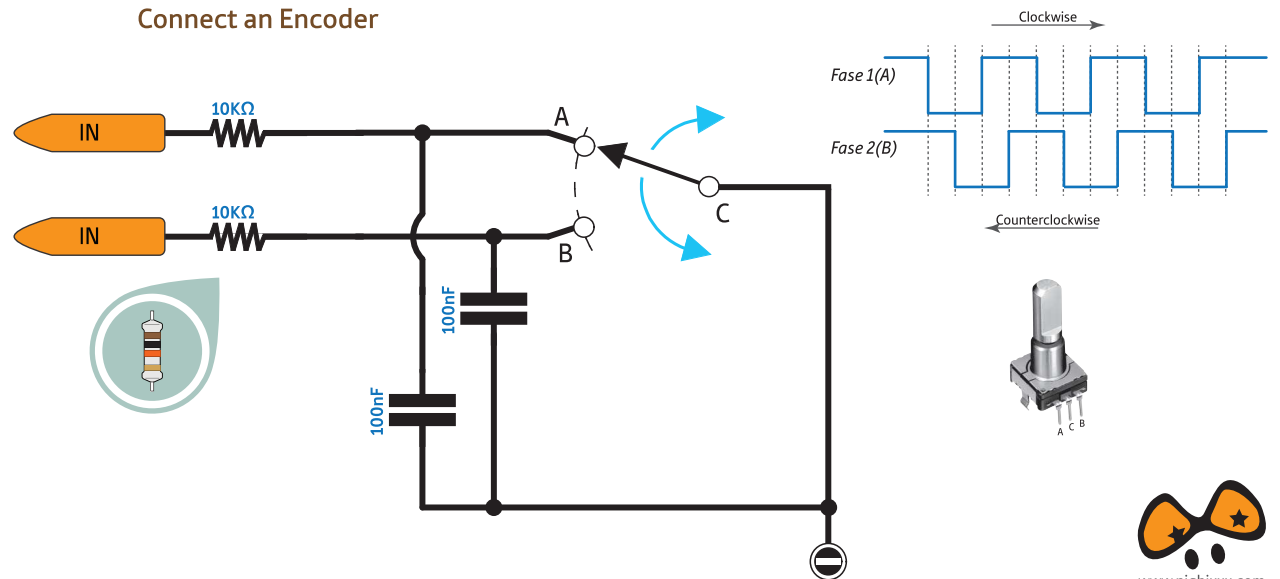 Connect an Encoder
Clockwise
Fase 1(A)
Fase 2(B)
Counterclockwise
IN
10KΩ
A
IN
10KΩ
B
C
100nF
100nF
A
C
B